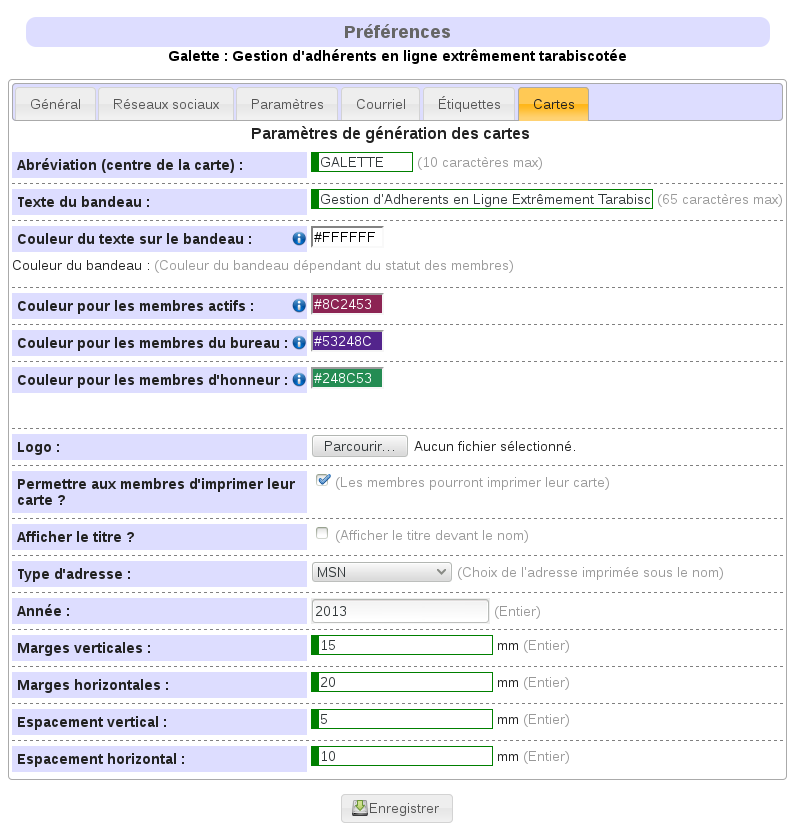 Préférences
Galette : Gestion d'adhérents en ligne extrêmement tarabiscotée
Général Réseaux sociaux Paramètres Courriel Étiquettes Cartes
Paramètres de génération des cartes
Abréviation (centre de la carte) : GALETTE (10 caractères max)
Texte du bandeau : Gestion d'Adherents en Ligne Extrêmement Tarabisc (65 caractères max)
Couleur du texte sur le bandeau : #FFFFFF
Couleur du bandeau : (Couleur du bandeau dépendant du statut des membres)
Couleur pour les membres actifs : #8C2453
Couleur pour les membres du bureau : #53248C
Couleur pour les membres d'honneur : #248C53
Logo : Parcourir... Aucun fichier sélectionné.
Permettre aux membres d'imprimer leur
carte ? (Les membres pourront imprimer leur carte)
Afficher le titre ? (Afficher le titre devant le nom)
Type d'adresse : MSN (Choix de l'adresse imprimée sous le nom)
Année : 2013 (Entier)
Marges verticales : 15 mm (Entier)
Marges horizontales : 20 mm (Entier)
Espacement vertical : 5 mm (Entier)
Espacement horizontal : 10 mm (Entier)
Enregistrer